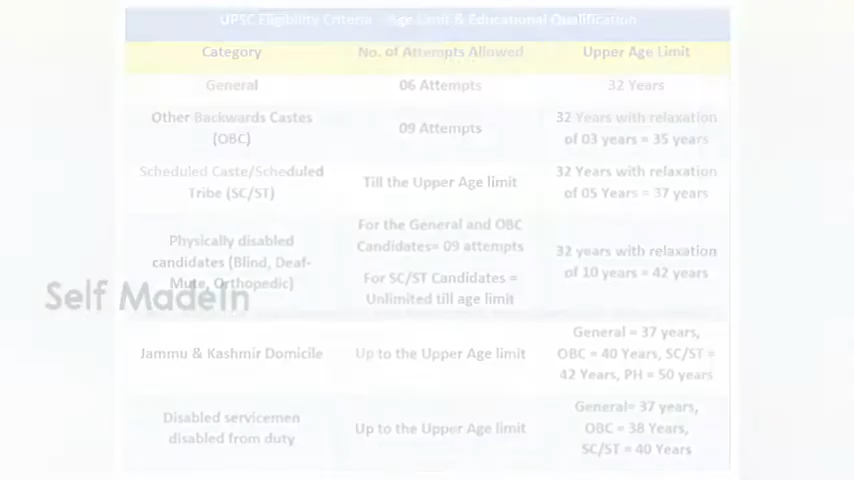 UPSC Eligibility Criteria - Age Limit & Educational Qualification
Category
No. of Attempts Allowed
Upper Age Limit
General
06 Attempts
32 Years
Other Backwards Castes
(OBC)
09 Attempts
32 Years with relaxation
of 03 years = 35 years
Scheduled Caste/Scheduled
Tribe (SC/ST)
Till the Upper Age limit
32 Years with relaxation
of 05 Years = 37 years
Physically disabled
candidates (Blind, Deaf-
Mute, Orthopedic)
For the General and OBC
Candidates= 09 attempts
For SC/ST Candidates =
Unlimited till age limit
32 years with relaxation
of 10 years = 42 years
Self MadeIn
Jammu & Kashmir Domicile
Up to the Upper Age limit
General = 37 years,
OBC = 40 Years, SC/ST =
42 Years, PH = 50 years
Disabled servicemen
disabled from duty
Up to the Upper Age limit
General= 37 years,
OBC = 38 Years,
SC/ST = 40 Years